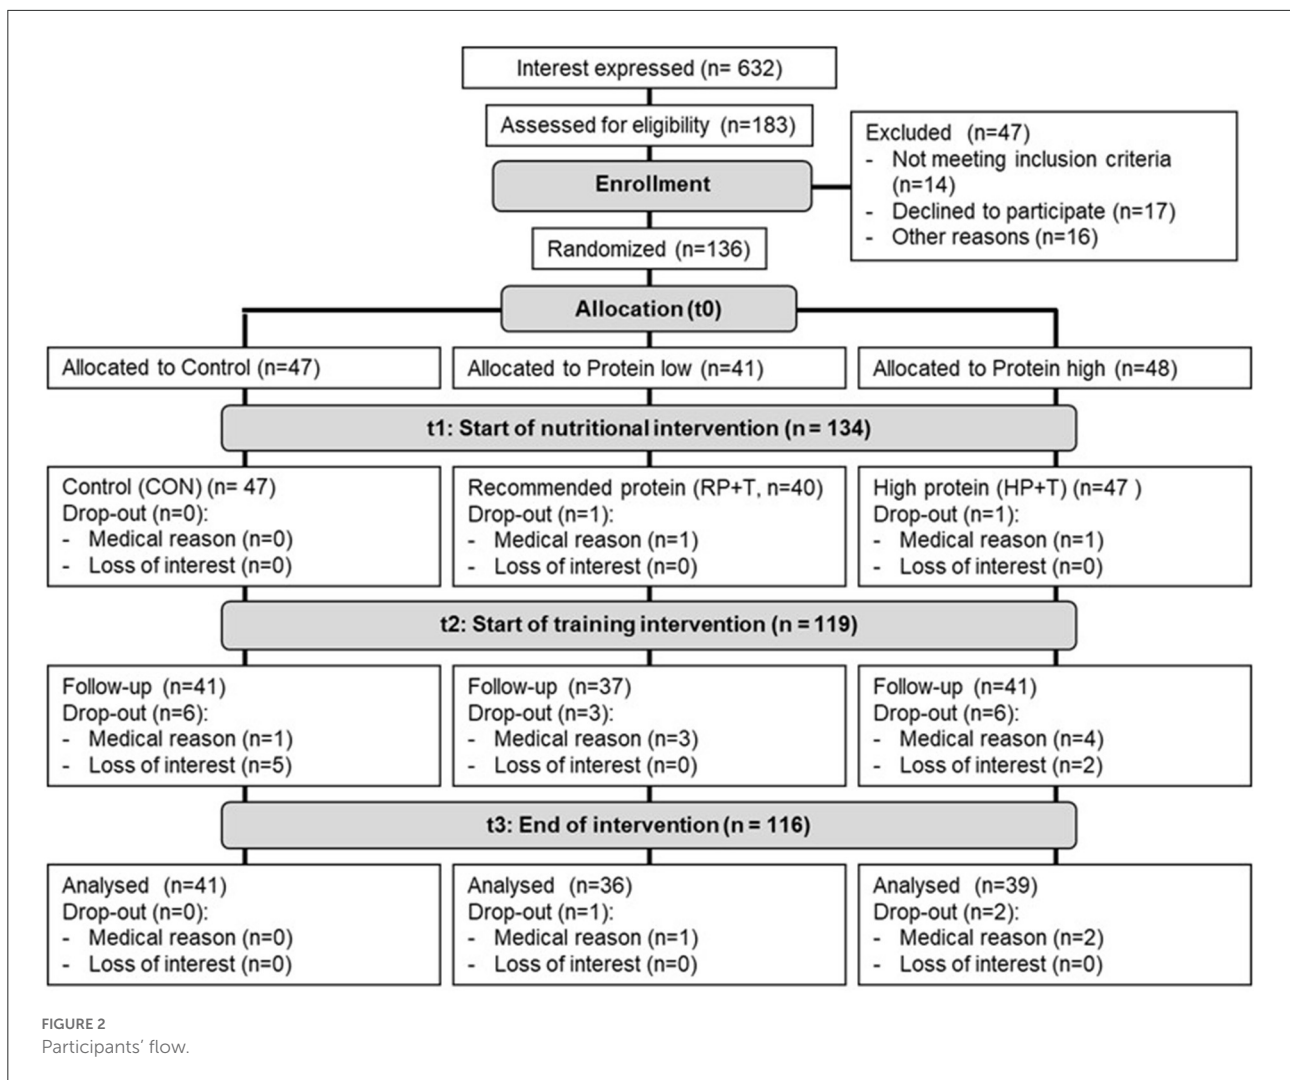 Interest expressed (n= 632)
Assessed for eligibility (n=183)
Excluded (n=47)
- Not meeting inclusion criteria
(n=14)
- Declined to participate (n=17)
- Other reasons (n=16)
Enrollment
Randomized (n=136)
Allocation (t0)
Allocated to Control (n=47)
Allocated to Protein low (n=41)
Allocated to Protein high (n=48)
t1: Start of nutritional intervention (n = 134)
Control (CON) (n= 47)
Drop-out (n=0):
- Medical reason (n=0)
- Loss of interest (n=0)
Recommended protein (RP+T, n=40)
Drop-out (n=1):
- Medical reason (n=1)
- Loss of interest (n=0)
High protein (HP+T) (n=47 )
Drop-out (n=1):
- Medical reason (n=1)
- Loss of interest (n=0)
t2: Start of training intervention (n = 119)
Follow-up (n=41)
Drop-out (n=6):
- Medical reason (n=1)
- Loss of interest (n=5)
Follow-up (n=37)
Drop-out (n=3):
- Medical reason (n=3)
- Loss of interest (n=0)
Follow-up (n=41)
Drop-out (n=6):
- Medical reason (n=4)
- Loss of interest (n=2)
t3: End of intervention (n = 116)
Analysed (n=41)
Drop-out (n=0):
- Medical reason (n=0)
- Loss of interest (n=0)
Analysed (n=36)
Drop-out (n=1):
- Medical reason (n=1)
- Loss of interest (n=0)
Analysed (n=39)
Drop-out (n=2):
- Medical reason (n=2)
- Loss of interest (n=0)
FIGURE 2
Participants' flow.